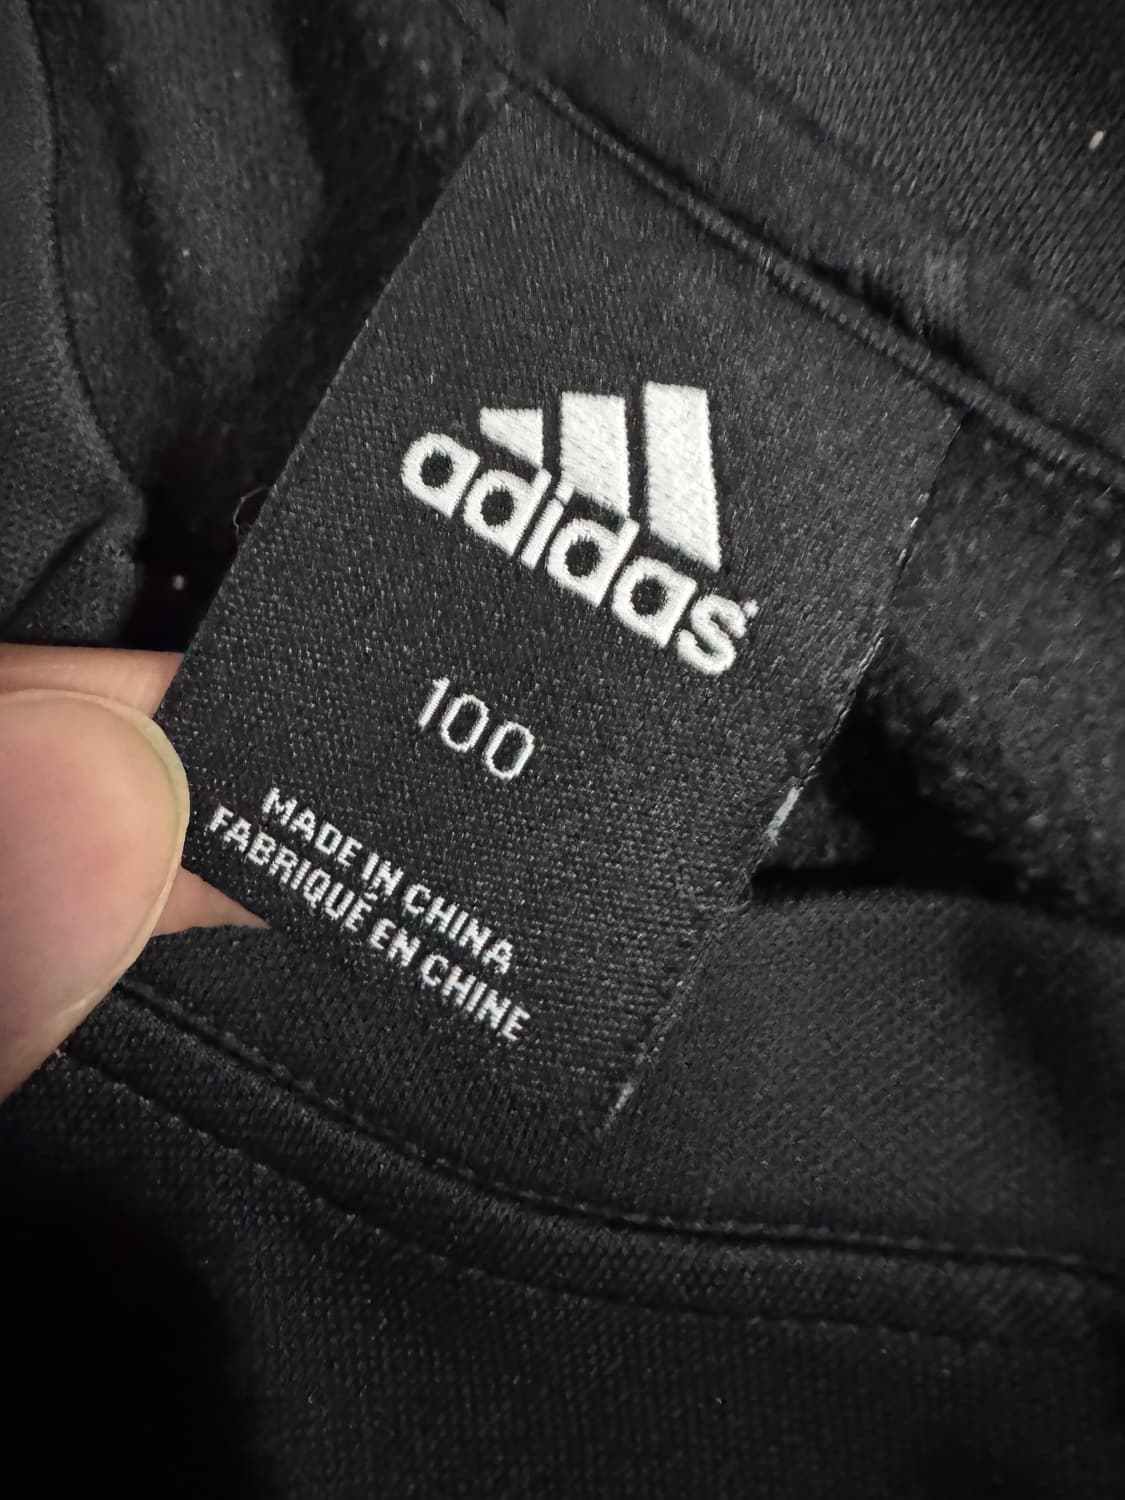 adidas
100
MADE IN CHINA
FABRIQUÉ EN CHINE